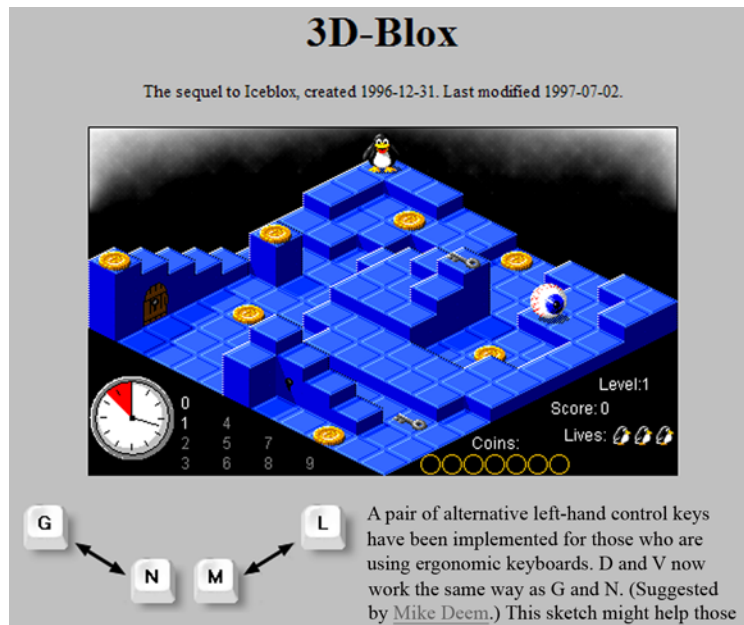 3D-Blox
The sequel to Iceblox, created 1996-12-31. Last modified 1997-07-02.
Level:1
Score: 0
Lives:
Coins:
0
1 4
2 5 7
3 6 8 9
G
N
M
L
A pair of alternative left-hand control keys
have been implemented for those who are
using ergonomic keyboards. D and V now
work the same way as G and N. (Suggested
by Mike Deem.) This sketch might help those